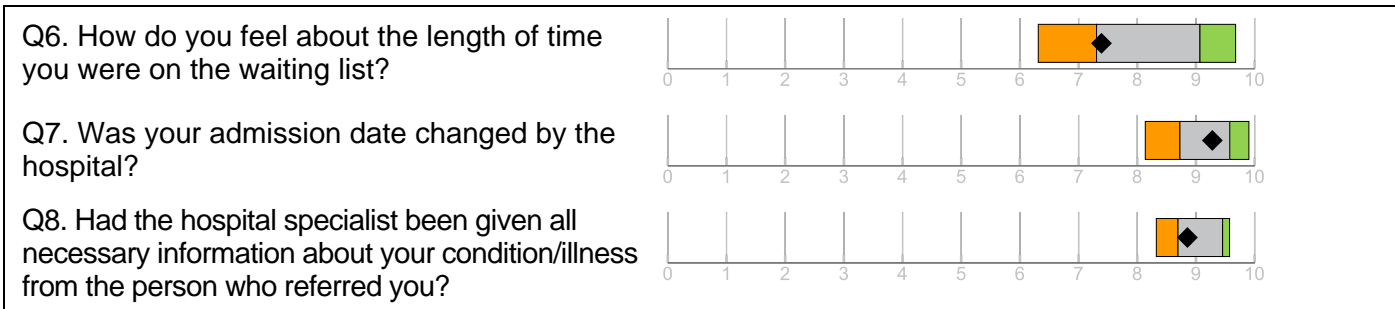 Q6. How do you feel about the length of time
you were on the waiting list?
0 1 2 3 4 5 6 7 8 9 10
Q7. Was your admission date changed by the
hospital?
0 1 2 3 4 5 6 7 8 9 10
Q8. Had the hospital specialist been given all
necessary information about your condition/illness
from the person who referred you?
0 1 2 3 4 5 6 7 8 9 10